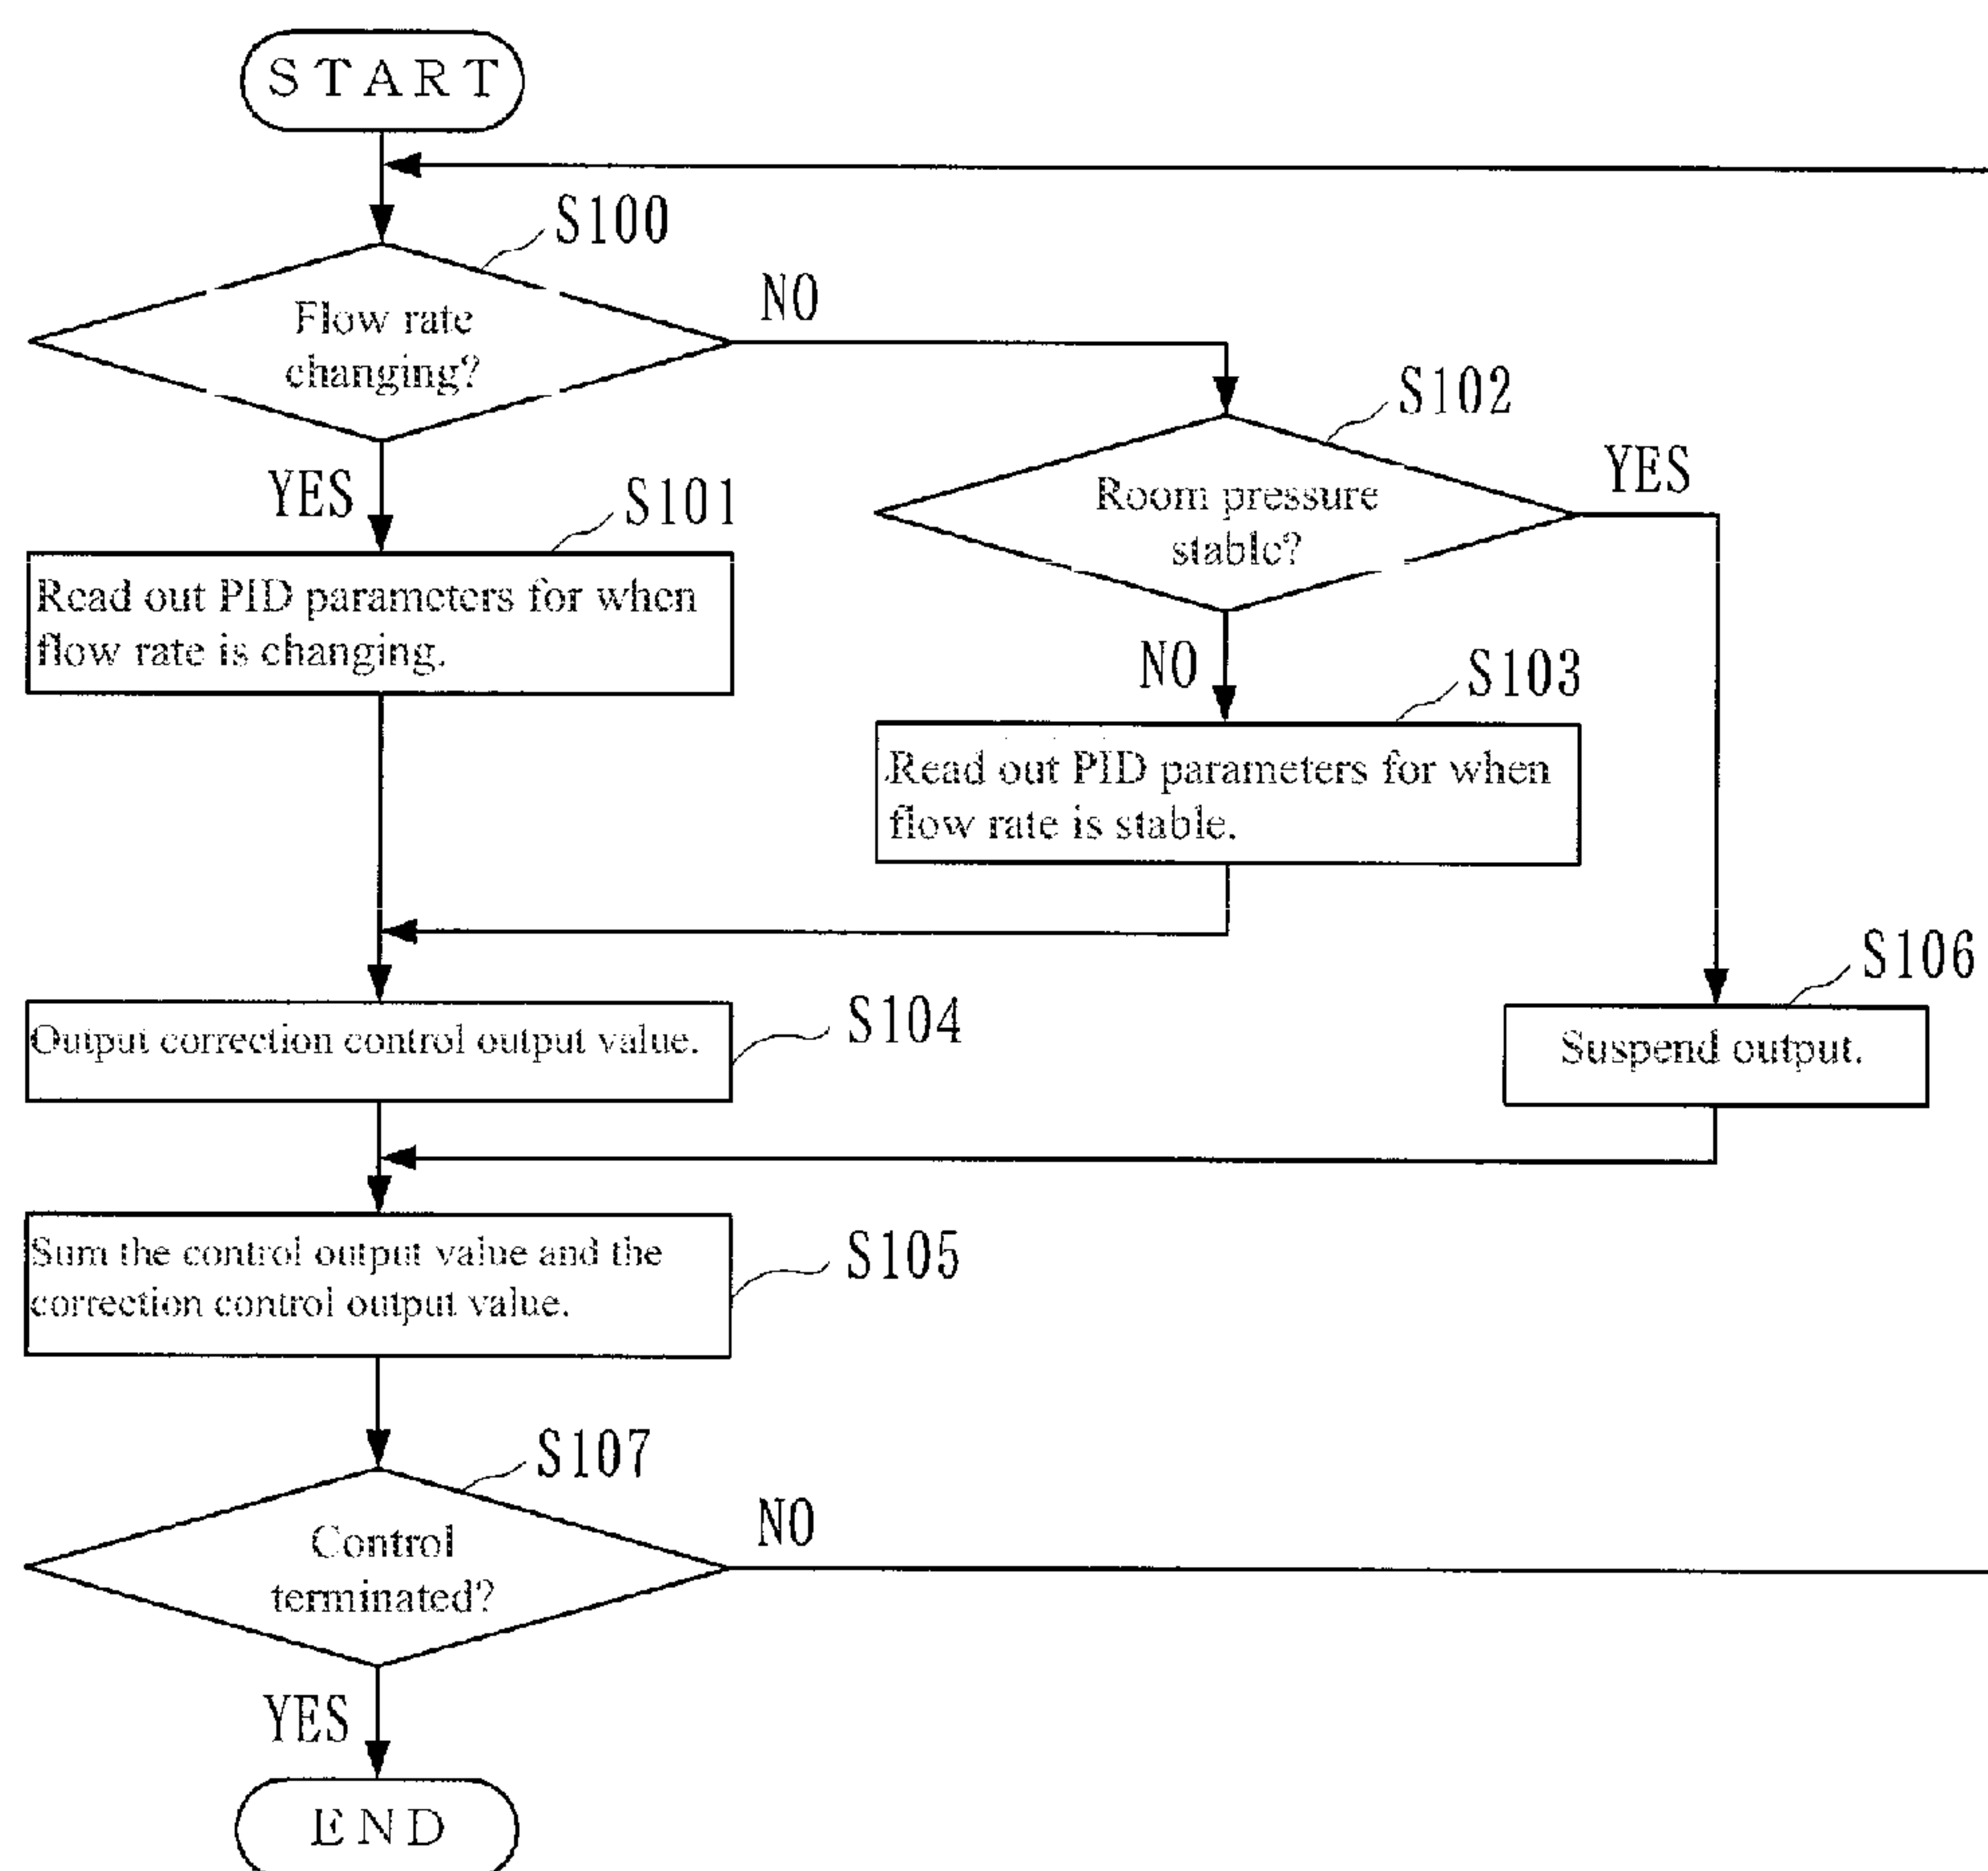 START
S100
Flow rate
changing?
NO
YES
S101
Read out PID parameters for when
flow rate is changing.
S102
Room pressure
stable?
YES
NO
S103
Read out PID parameters for when
flow rate is stable.
S104
Output correction control output value.
S106
Suspend output.
S105
Sum the control output value and the
correction control output value.
S107
Control
terminated?
NO
YES
END